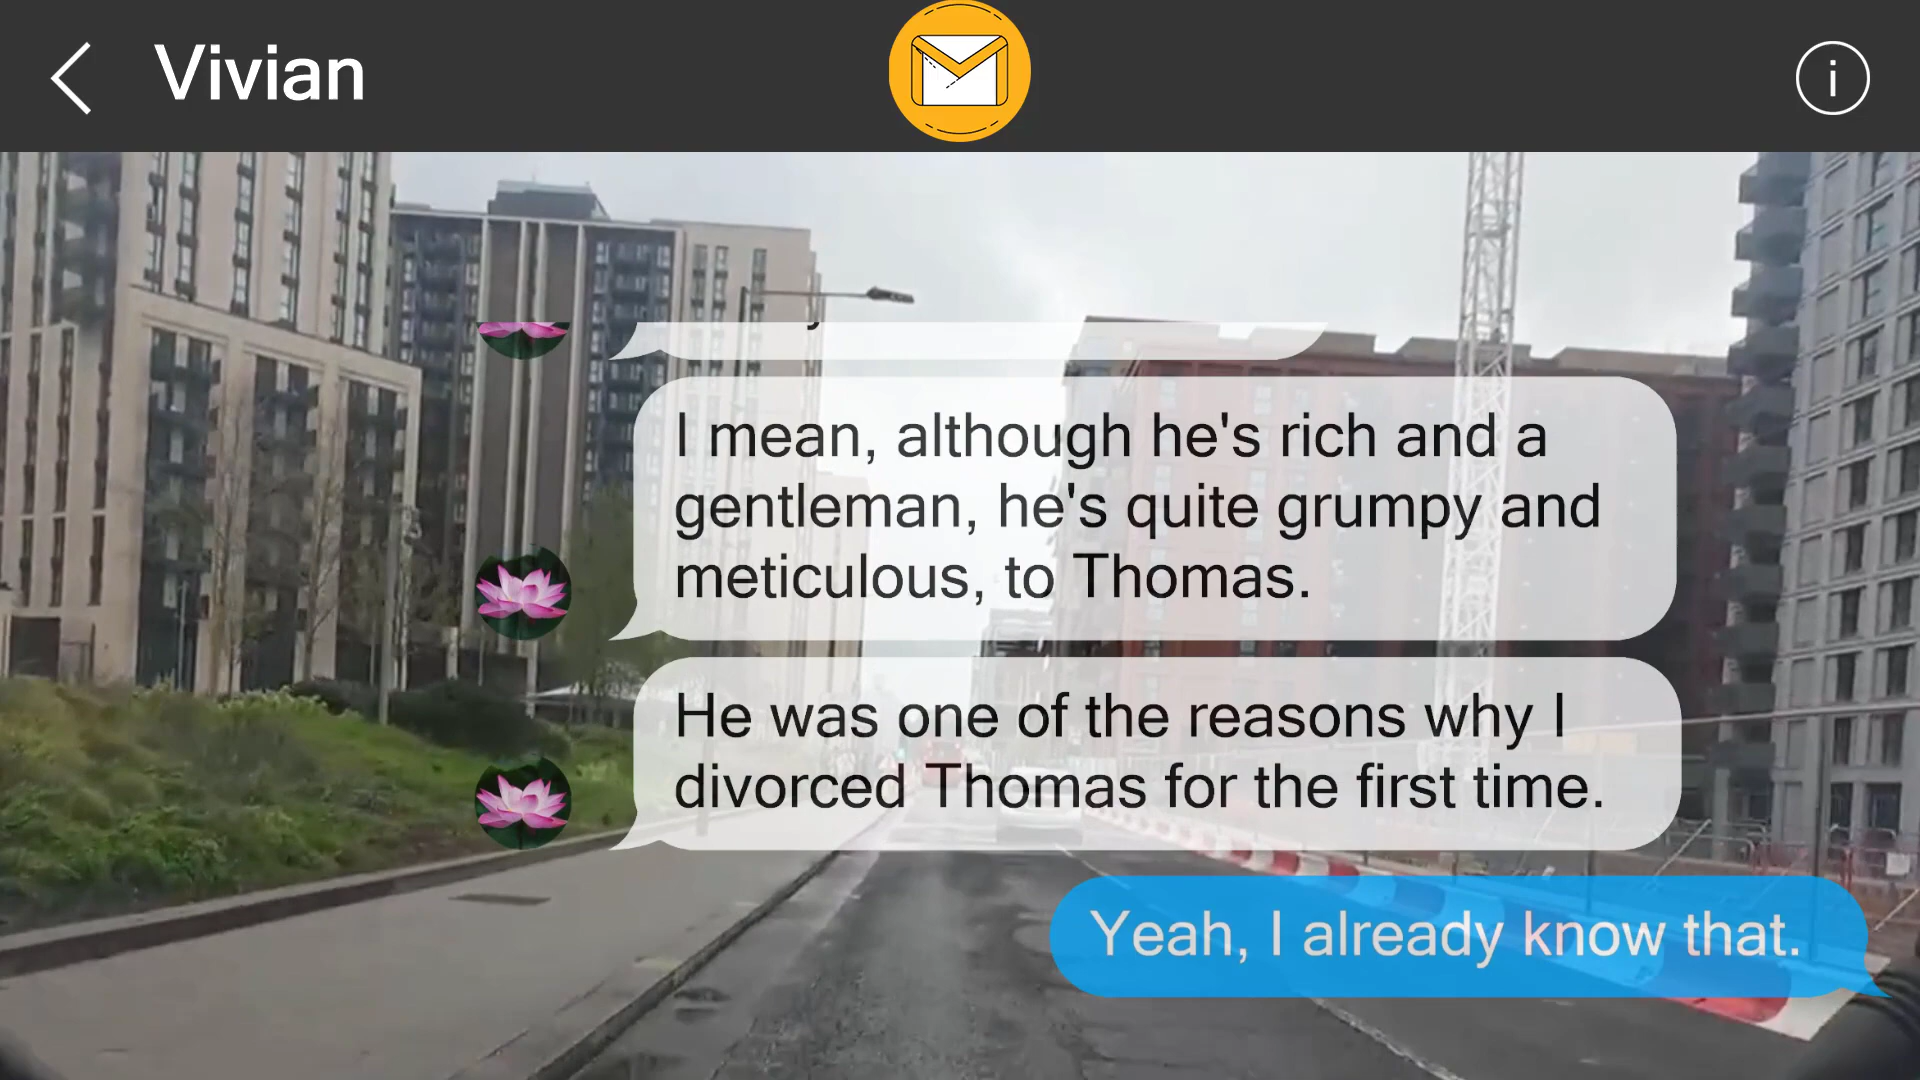 Vivian
I mean, although he's rich and a
gentleman, he's quite grumpy and
meticulous, to Thomas.
He was one of the reasons why I
divorced Thomas for the first time.
Yeah, I already know that.